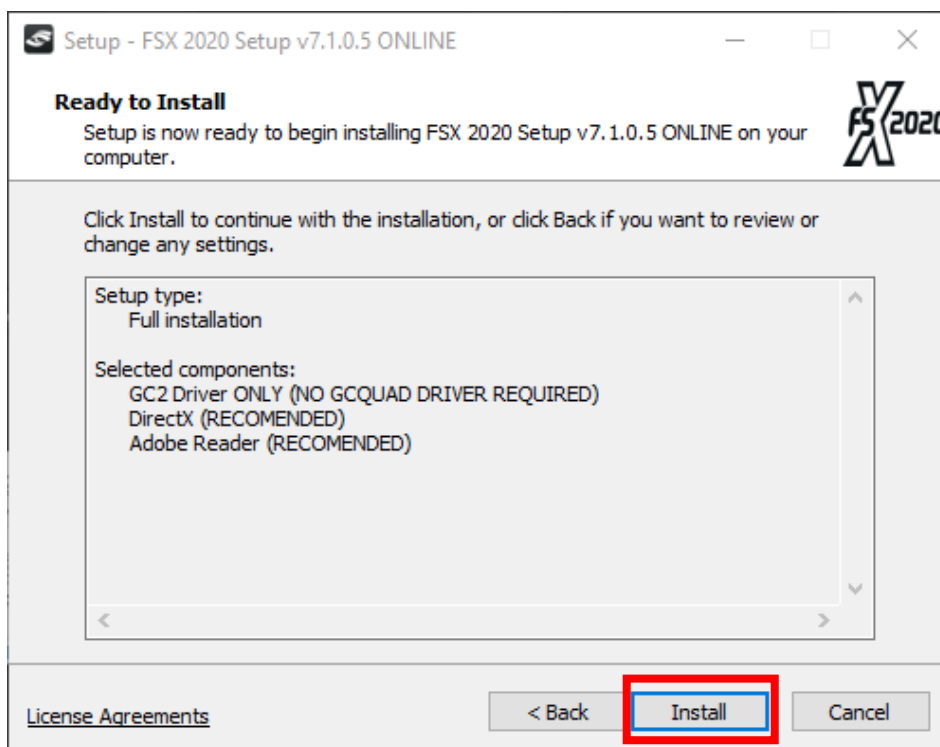 Setup - FSX 2020 Setup v7.1.0.5 ONLINE
Ready to Install
Setup is now ready to begin installing FSX 2020 Setup v7.1.0.5 ONLINE on your
computer.
FSX 2020
Click Install to continue with the installation, or click Back if you want to review or
change any settings.
Setup type:
Full installation
Selected components:
GC2 Driver ONLY (NO GCQUAD DRIVER REQUIRED)
DirectX (RECOMENDED)
Adobe Reader (RECOMENDED)
License Agreements
< Back
Install
Cancel